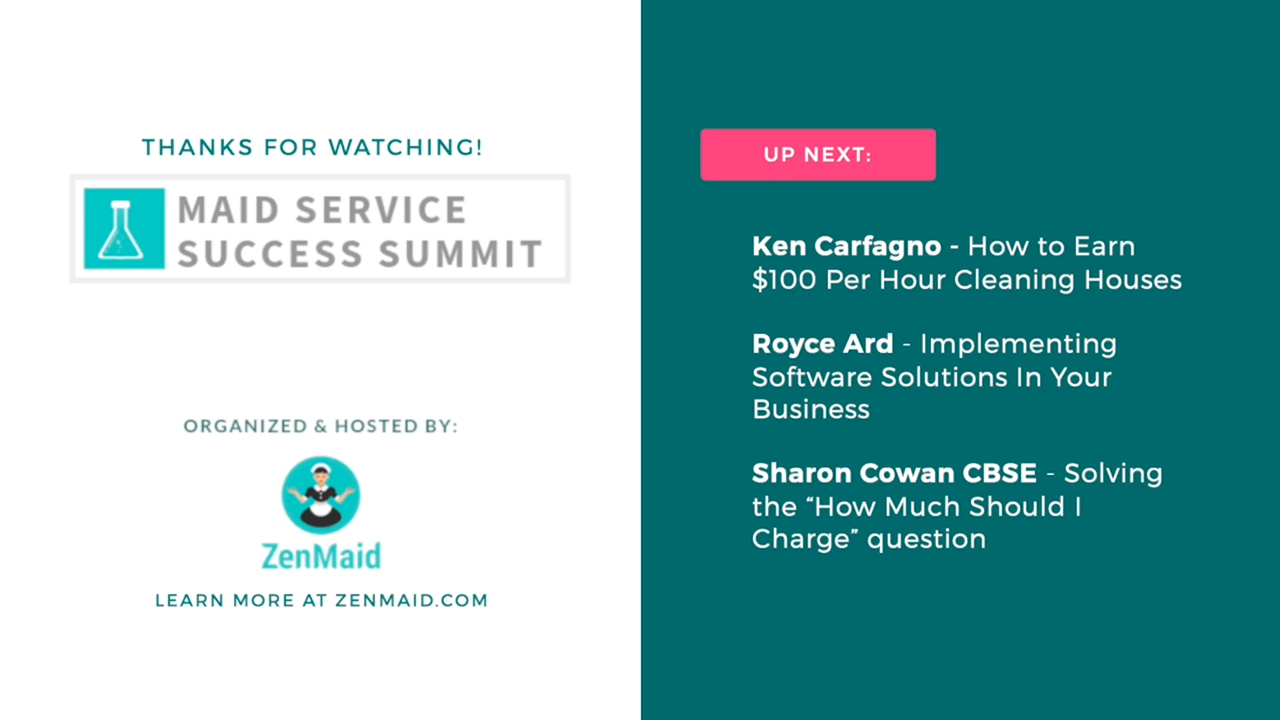 THANKS FOR WATCHING!
MAID SERVICE
SUCCESS SUMMIT
ORGANIZED & HOSTED BY:
ZenMaid
LEARN MORE AT ZENMAID.COM
UP NEXT:
Ken Carfagno - How to Earn
$100 Per Hour Cleaning Houses
Royce Ard - Implementing
Software Solutions In Your
Business
Sharon Cowan CBSE - Solving
the “How Much Should I
Charge” question